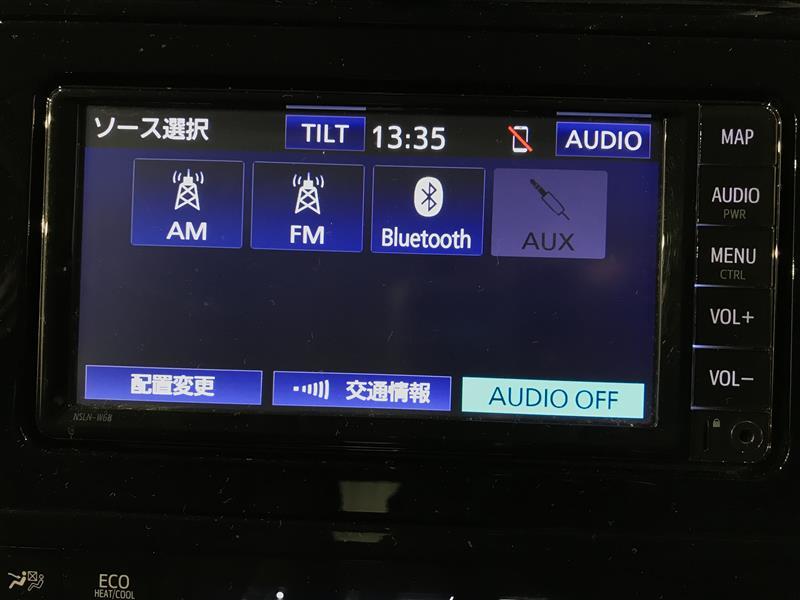 ソース選択
TILT
13:35
AUDIO
AM
FM
Bluetooth
AUX
配置変更
交通情報
AUDIO OFF
MAP
AUDIO
PWR
MENU
CTRL
VOL+
VOL−
NSLN-W68
ECO
HEAT/COOL